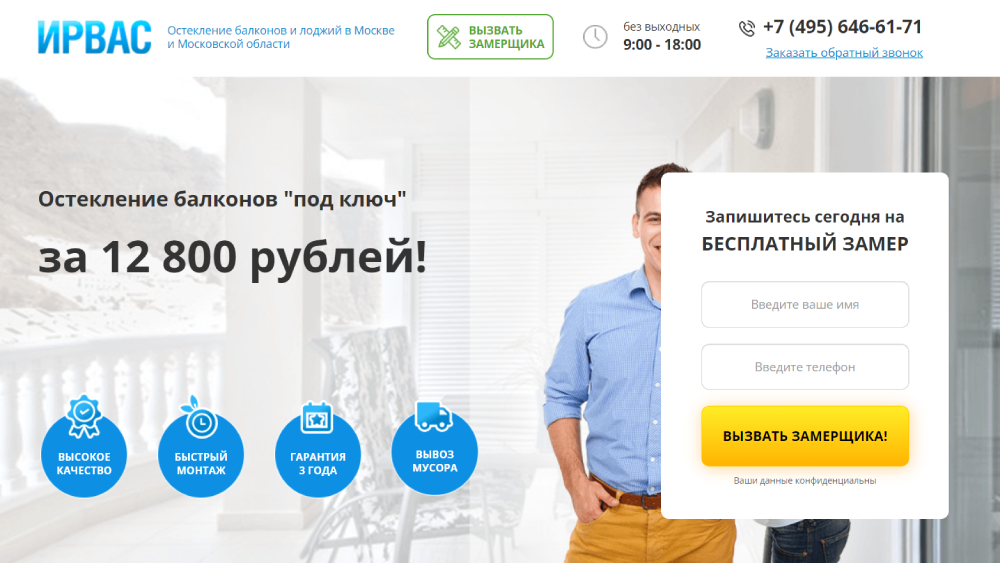 ИРВАС
Остекление балконов и лоджий в Москве
и Московской области
ВЫЗВАТЬ
ЗАМЕРЩИКА
без выходных
9:00 - 18:00
+7 (495) 646-61-71
Заказать обратный звонок
Остекление балконов "под ключ"
за 12 800 рублей!
ВЫСОКОЕ
КАЧЕСТВО
БЫСТРЫЙ
МОНТАЖ
ГАРАНТИЯ
3 ГОДА
ВЫВОЗ
МУСОРА
Запишитесь сегодня на
БЕСПЛАТНЫЙ ЗАМЕР
Введите ваше имя
Введите телефон
ВЫЗВАТЬ ЗАМЕРЩИКА!
Ваши данные конфиденциальны